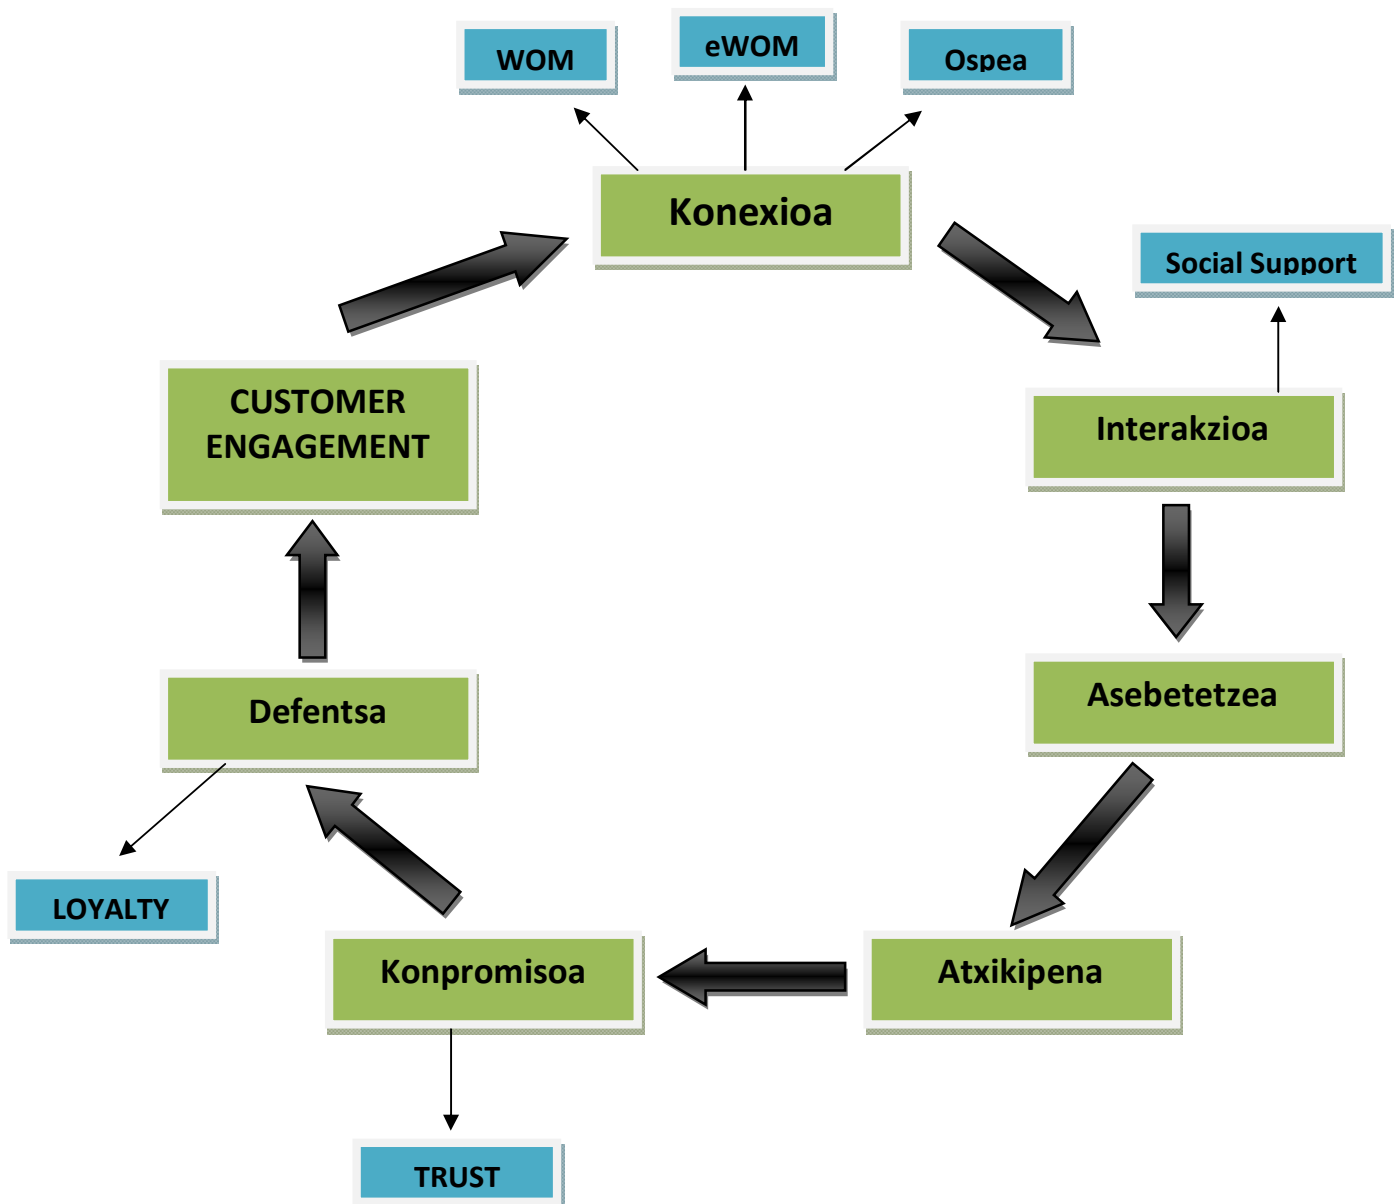 WOM
eWOM
Ospea
Konexioa
Social Support
CUSTOMER
ENGAGEMENT
Interakzioa
Defentsa
Asebetetzea
LOYALTY
Konpromisoa
Atxikipena
TRUST